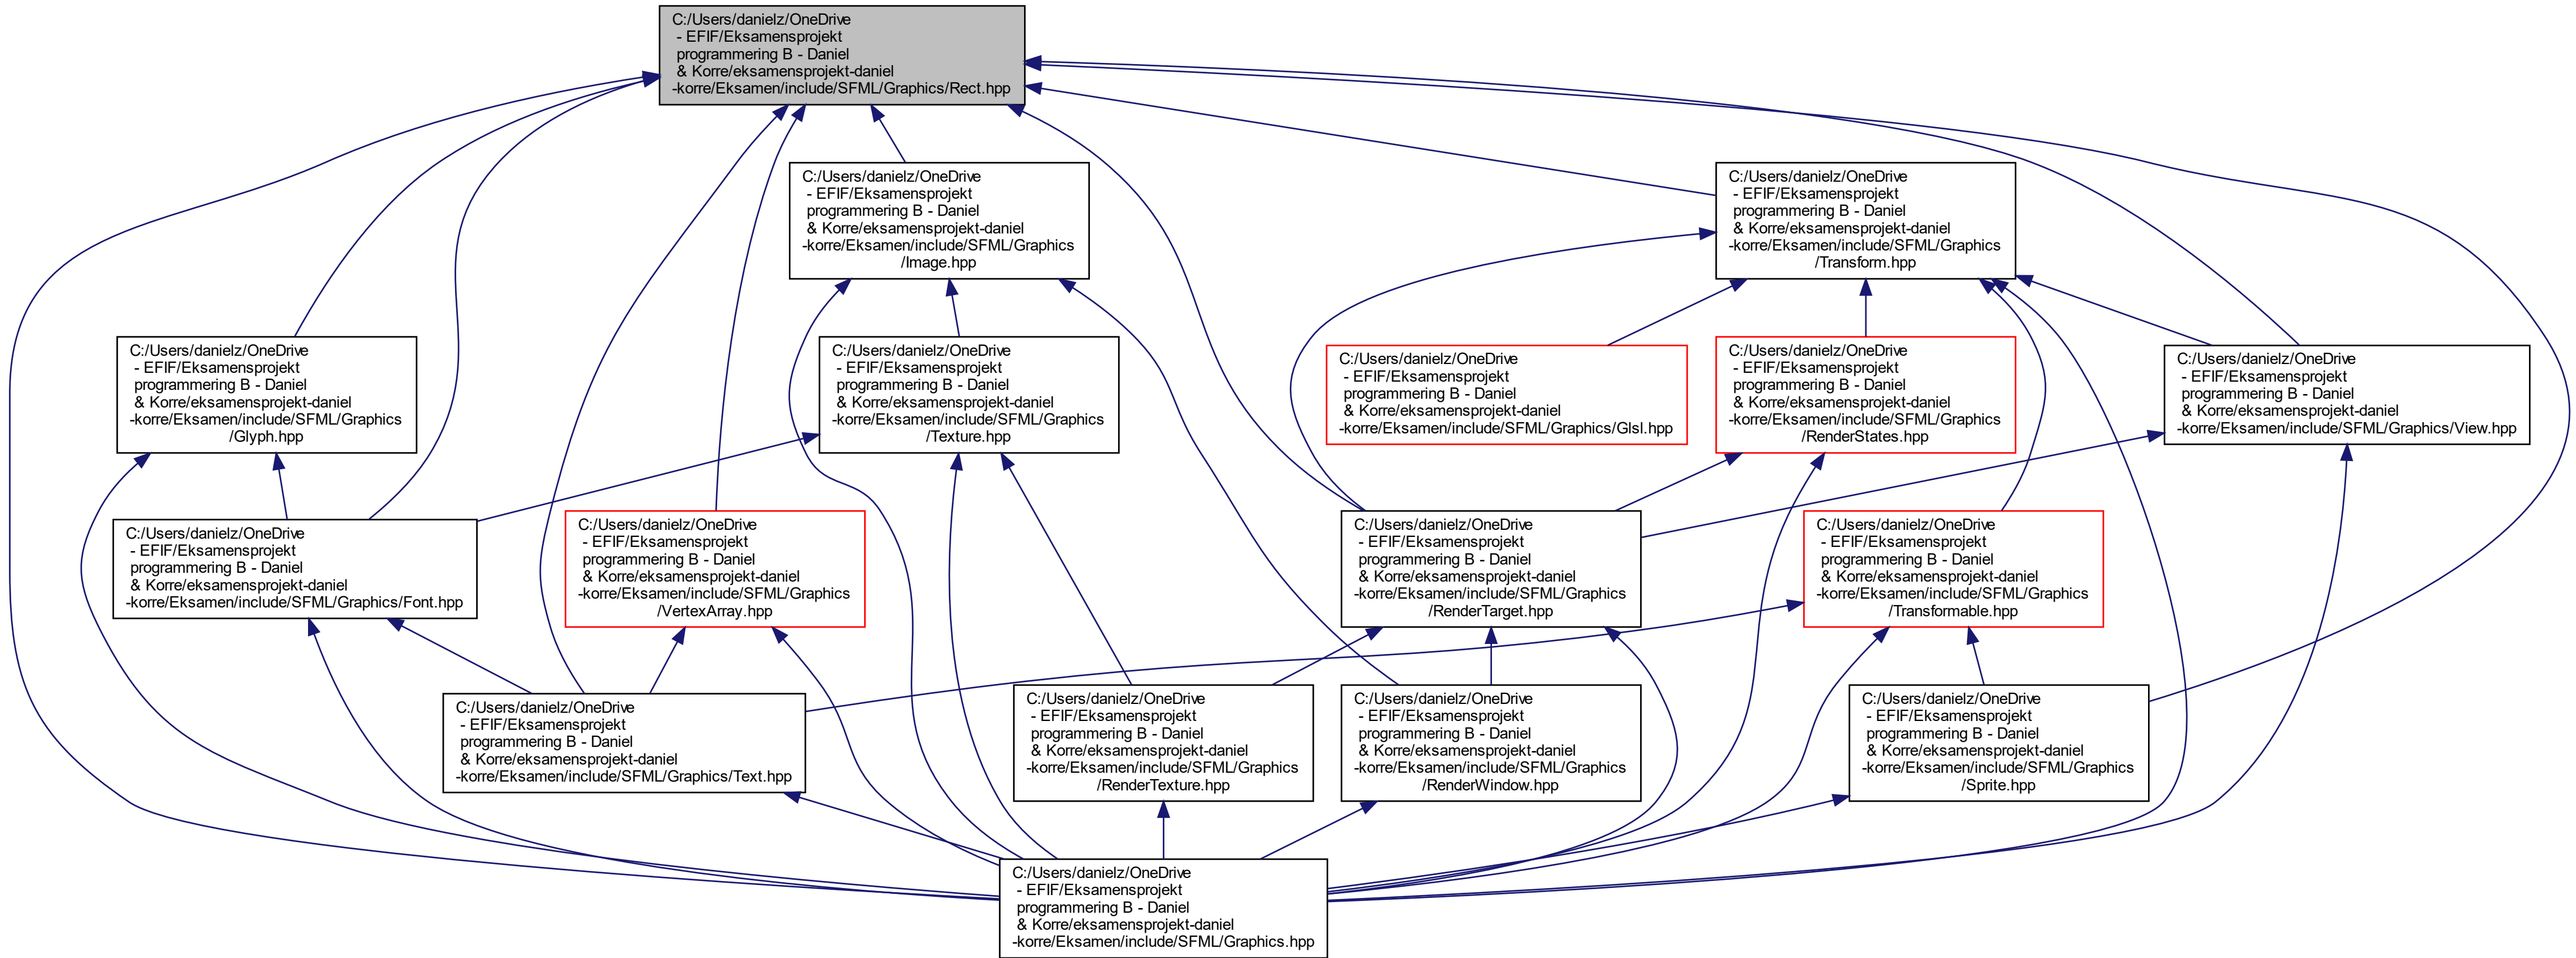 C:/Users/danielz/OneDrive
- EFIF/Eksamensprojekt
programmering B - Daniel
& Korre/eksamensprojekt-daniel
-korre/Eksamen/include/SFML/Graphics/Rect.hpp
C:/Users/danielz/OneDrive
- EFIF/Eksamensprojekt
programmering B - Daniel
& Korre/eksamensprojekt-daniel
-korre/Eksamen/include/SFML/Graphics
/Image.hpp
C:/Users/danielz/OneDrive
- EFIF/Eksamensprojekt
programmering B - Daniel
& Korre/eksamensprojekt-daniel
-korre/Eksamen/include/SFML/Graphics
/Transform.hpp
C:/Users/danielz/OneDrive
- EFIF/Eksamensprojekt
programmering B - Daniel
& Korre/eksamensprojekt-daniel
-korre/Eksamen/include/SFML/Graphics
/Glyph.hpp
C:/Users/danielz/OneDrive
- EFIF/Eksamensprojekt
programmering B - Daniel
& Korre/eksamensprojekt-daniel
-korre/Eksamen/include/SFML/Graphics
/Texture.hpp
C:/Users/danielz/OneDrive
- EFIF/Eksamensprojekt
programmering B - Daniel
& Korre/eksamensprojekt-daniel
-korre/Eksamen/include/SFML/Graphics/Glsl.hpp
C:/Users/danielz/OneDrive
- EFIF/Eksamensprojekt
programmering B - Daniel
& Korre/eksamensprojekt-daniel
-korre/Eksamen/include/SFML/Graphics
/RenderStates.hpp
C:/Users/danielz/OneDrive
- EFIF/Eksamensprojekt
programmering B - Daniel
& Korre/eksamensprojekt-daniel
-korre/Eksamen/include/SFML/Graphics/View.hpp
C:/Users/danielz/OneDrive
- EFIF/Eksamensprojekt
programmering B - Daniel
& Korre/eksamensprojekt-daniel
-korre/Eksamen/include/SFML/Graphics/Font.hpp
C:/Users/danielz/OneDrive
- EFIF/Eksamensprojekt
programmering B - Daniel
& Korre/eksamensprojekt-daniel
-korre/Eksamen/include/SFML/Graphics
/VertexArray.hpp
C:/Users/danielz/OneDrive
- EFIF/Eksamensprojekt
programmering B - Daniel
& Korre/eksamensprojekt-daniel
-korre/Eksamen/include/SFML/Graphics
/RenderTarget.hpp
C:/Users/danielz/OneDrive
- EFIF/Eksamensprojekt
programmering B - Daniel
& Korre/eksamensprojekt-daniel
-korre/Eksamen/include/SFML/Graphics
/Transformable.hpp
C:/Users/danielz/OneDrive
- EFIF/Eksamensprojekt
programmering B - Daniel
& Korre/eksamensprojekt-daniel
-korre/Eksamen/include/SFML/Graphics/Text.hpp
C:/Users/danielz/OneDrive
- EFIF/Eksamensprojekt
programmering B - Daniel
& Korre/eksamensprojekt-daniel
-korre/Eksamen/include/SFML/Graphics
/RenderTexture.hpp
C:/Users/danielz/OneDrive
- EFIF/Eksamensprojekt
programmering B - Daniel
& Korre/eksamensprojekt-daniel
-korre/Eksamen/include/SFML/Graphics
/RenderWindow.hpp
C:/Users/danielz/OneDrive
- EFIF/Eksamensprojekt
programmering B - Daniel
& Korre/eksamensprojekt-daniel
-korre/Eksamen/include/SFML/Graphics
/Sprite.hpp
C:/Users/danielz/OneDrive
- EFIF/Eksamensprojekt
programmering B - Daniel
& Korre/eksamensprojekt-daniel
-korre/Eksamen/include/SFML/Graphics.hpp